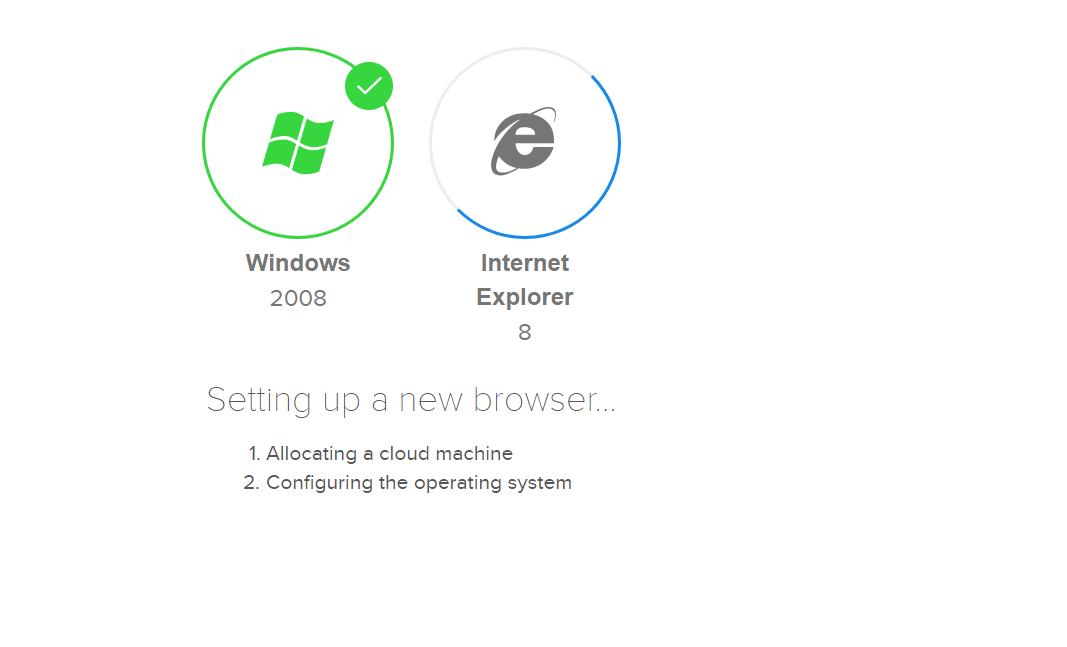 Windows
2008
Internet
Explorer
8
Setting up a new browser...
1. Allocating a cloud machine
2. Configuring the operating system